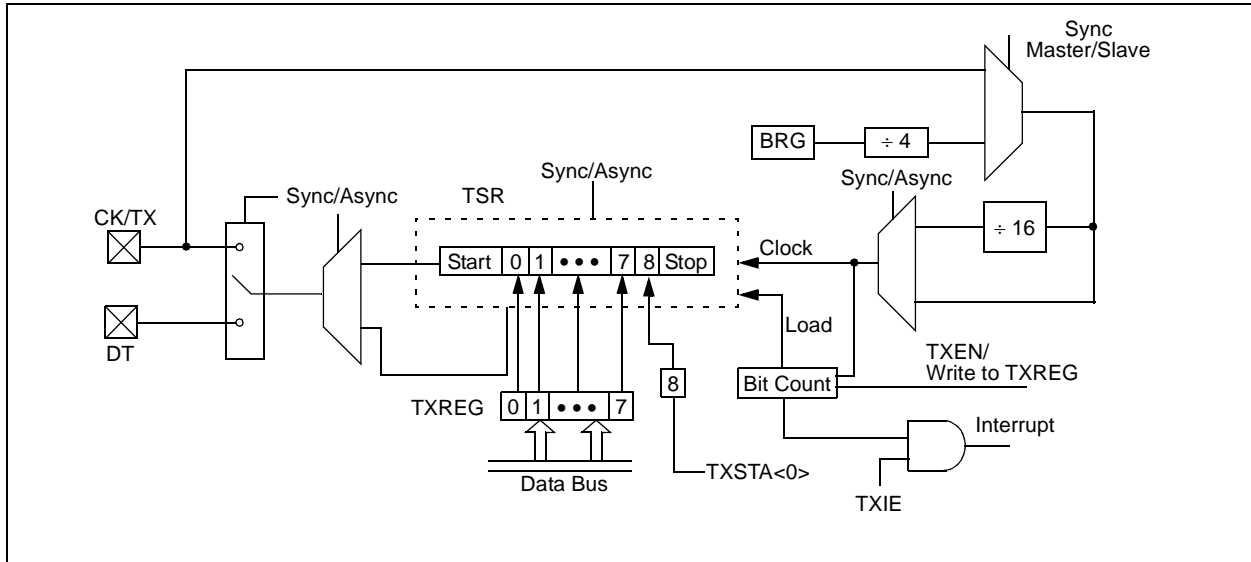 Sync
Master/Slave
BRG
÷ 4
Sync/Async
Sync/Async
TSR
Sync/Async
CK/TX
÷ 16
Clock
Start 0 1 ••• 7 8 Stop
Load
DT
TXEN/
Write to TXREG
8
Bit Count
TXREG 0 1 ••• 7
Interrupt
TXSTA<0>
Data Bus
TXIE